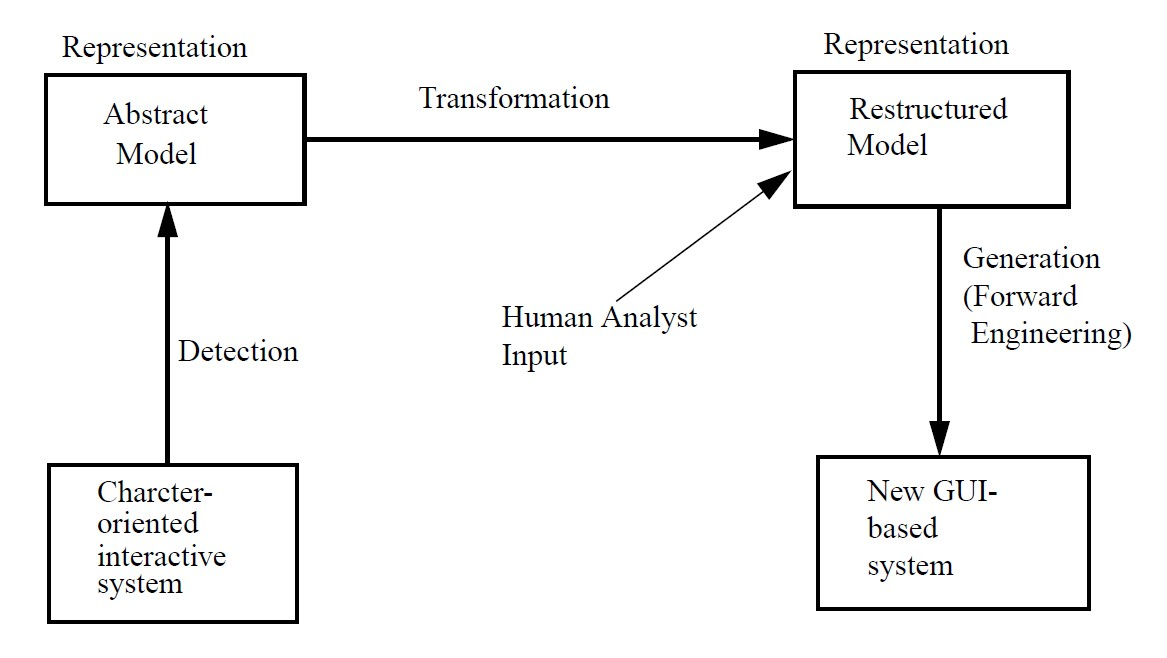 Representation
Abstract
Model
Transformation
Representation
Restructured
Model
Human Analyst
Input
Detection
Generation
(Forward
Engineering)
Charcter-
oriented
interactive
system
New GUI-
based
system